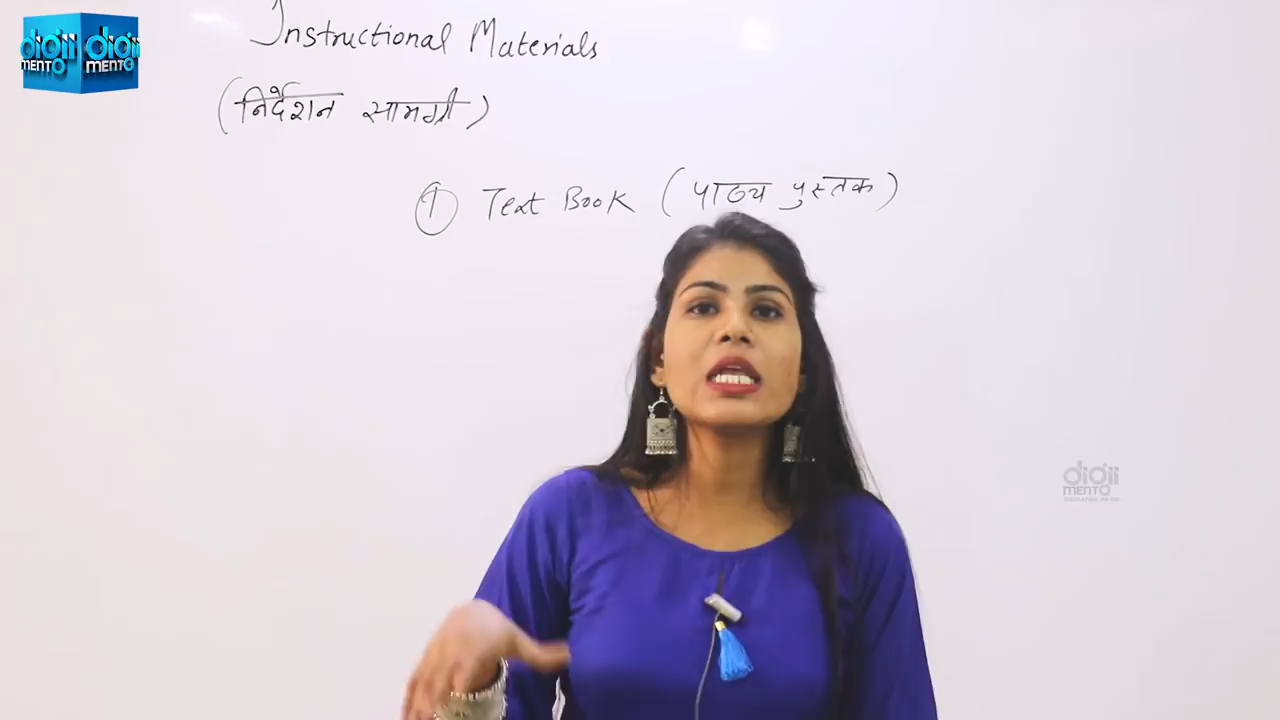 digii MENTO digii MENTO
Instructional Materials
(निर्देशन सामग्री)
① Text Book (पाठ्य पुस्तक)
digii
MENTO